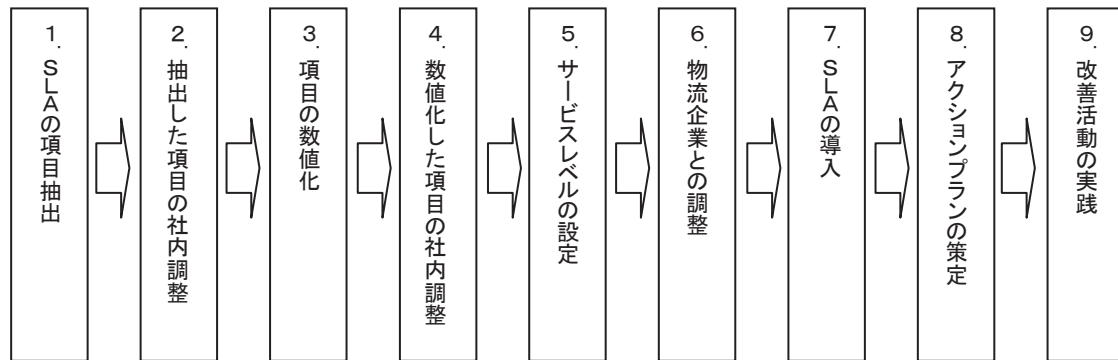 1.SLAの項目抽出
2.抽出した項目の社内調整
3.項目の数値化
4.数値化した項目の社内調整
5.サービスレベルの設定
6.物流企業との調整
7.SLAの導入
8.アクションプランの策定
9.改善活動の実践